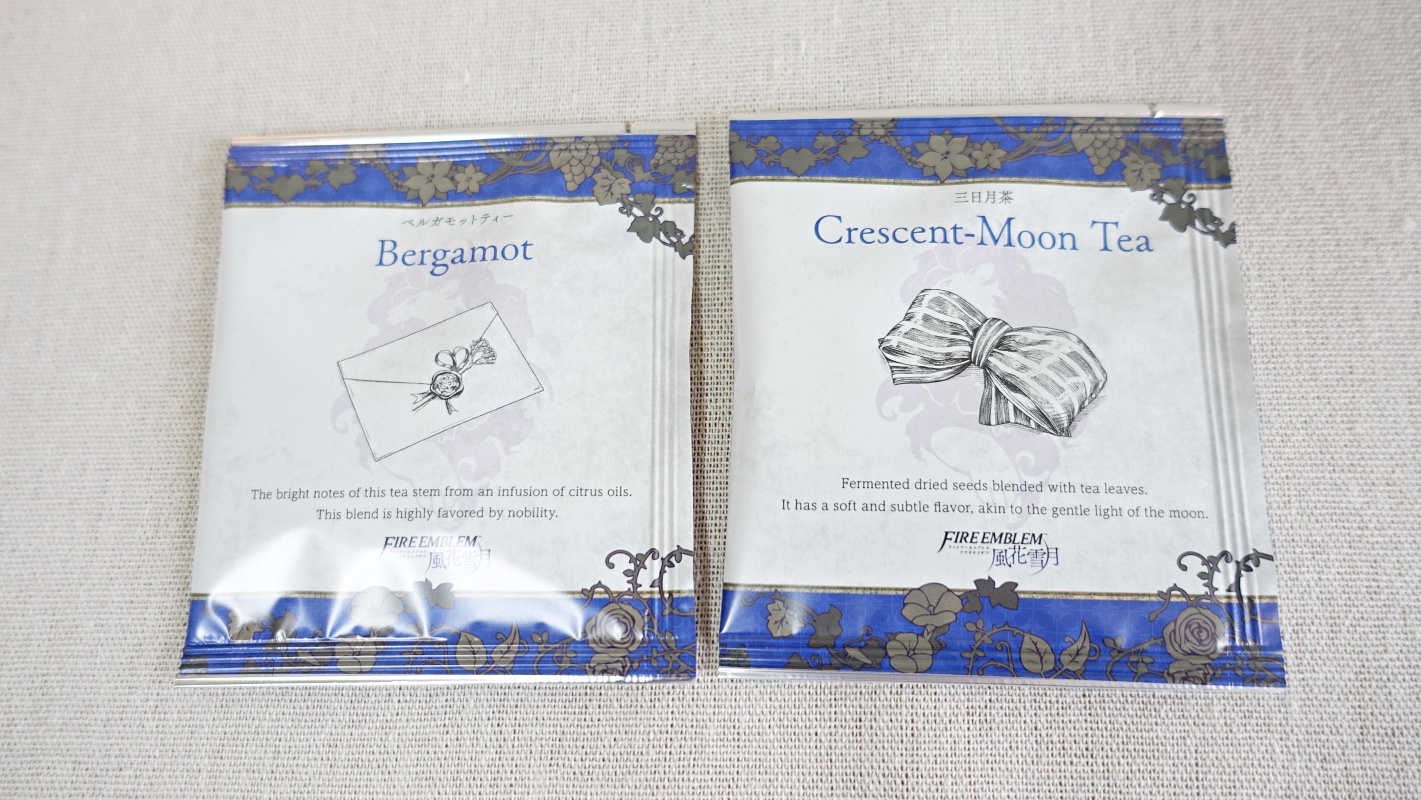 ベルガモットティー
Bergamot
The bright notes of this tea stem from an infusion of citrus oils.
This blend is highly favored by nobility.
FIRE EMBLEM
風花雪月
三日月茶
Crescent-Moon Tea
Fermented dried seeds blended with tea leaves.
It has a soft and subtle flavor, akin to the gentle light of the moon.
FIRE EMBLEM
風花雪月